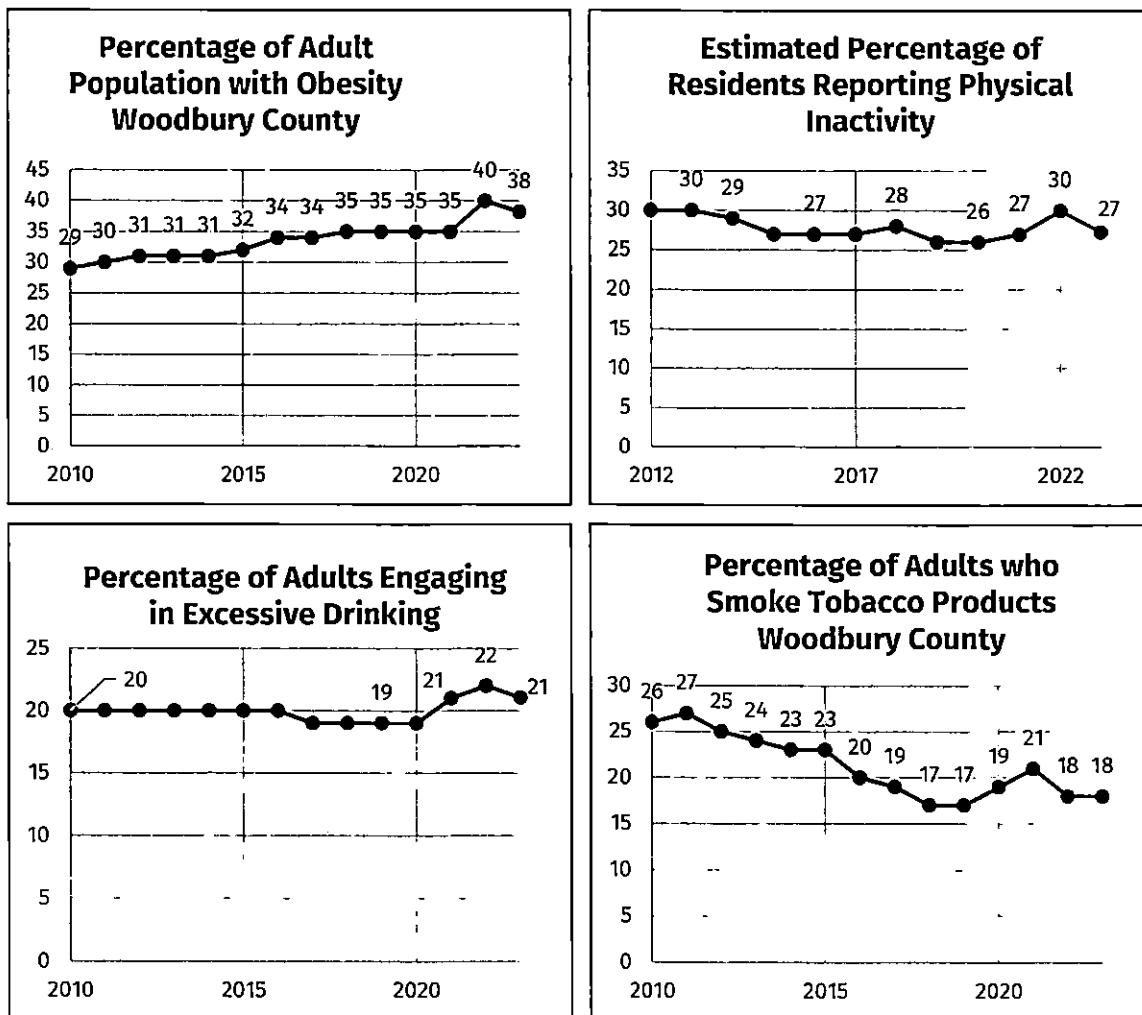 Percentage of Adult
Population with Obesity
Woodbury County
45
40
35
30
25
20
15
10
5
0
29 30 31 31 31 32 34 34 35 35 35 35 40 38
2010 2015 2020
Estimated Percentage of
Residents Reporting Physical
Inactivity
35
30
25
20
15
10
5
0
30 29 27 28 26 27 30 27
2012 2017 2022
Percentage of Adults Engaging
in Excessive Drinking
25
20
15
10
5
0
20 19 21 22 21
2010 2015 2020
Percentage of Adults who
Smoke Tobacco Products
Woodbury County
30
25
20
15
10
5
0
26 27 25 24 23 23 20 19 17 17 19 21 18 18
2010 2015 2020